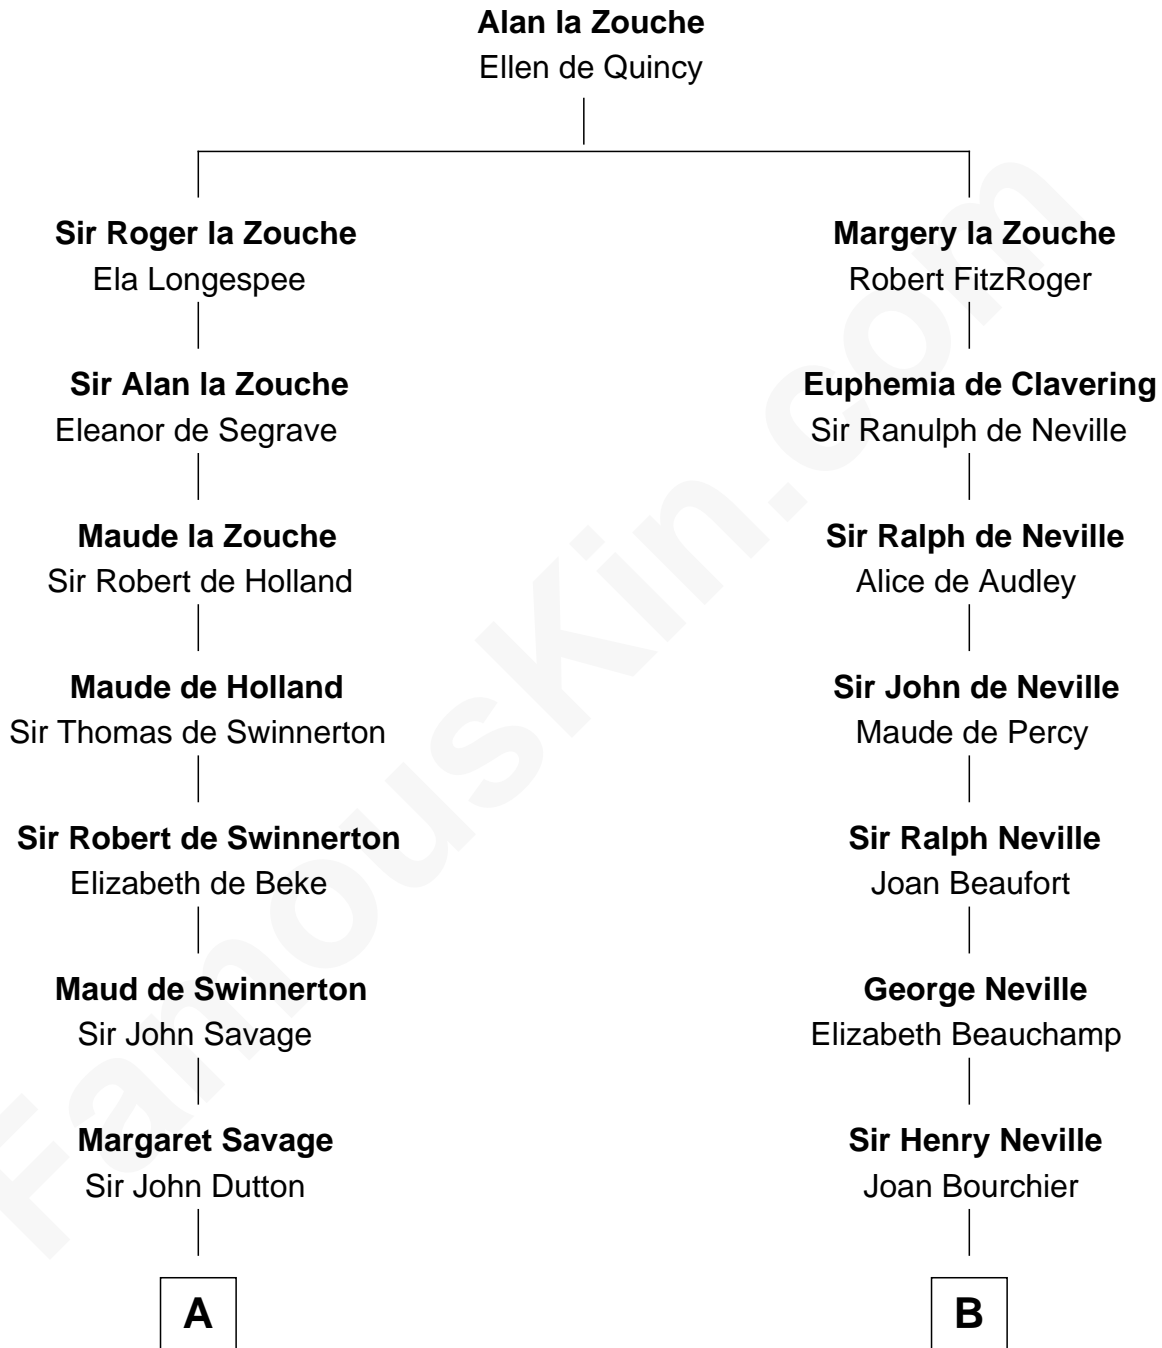 Alan la Zouche
Ellen de Quincy
Sir Roger la Zouche
Ela Longespee
Sir Alan la Zouche
Eleanor de Segrave
Maude la Zouche
Sir Robert de Holland
Maude de Holland
Sir Thomas de Swinnerton
Sir Robert de Swinnerton
Elizabeth de Beke
Maud de Swinnerton
Sir John Savage
Margaret Savage
Sir John Dutton
A
Margery la Zouche
Robert FitzRoger
Euphemia de Clavering
Sir Ranulph de Neville
Sir Ralph de Neville
Alice de Audley
Sir John de Neville
Maude de Percy
Sir Ralph Neville
Joan Beaufort
George Neville
Elizabeth Beauchamp
Sir Henry Neville
Joan Bourchier
B
FamousKin.com